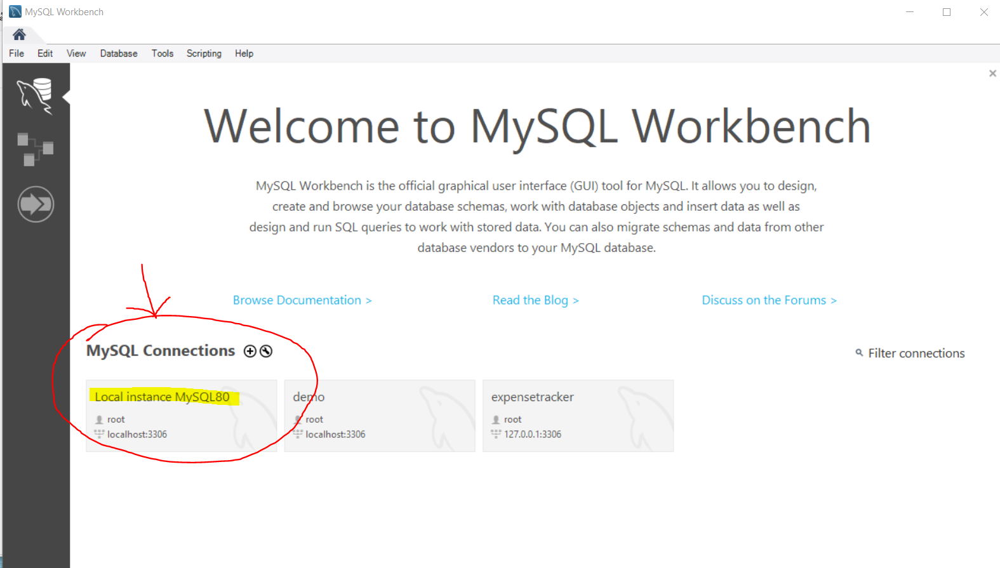 MySQL Workbench
File Edit View Database Tools Scripting Help
Welcome to MySQL Workbench
MySQL Workbench is the official graphical user interface (GUI) tool for MySQL. It allows you to design,
create and browse your database schemas, work with database objects and insert data as well as
design and run SQL queries to work with stored data. You can also migrate schemas and data from other
database vendors to your MySQL database.
Browse Documentation > Read the Blog > Discuss on the Forums >
MySQL Connections
Filter connections
Local instance MySQL80
root
localhost:3306
demo
root
localhost:3306
expensetracker
root
127.0.0.1:3306